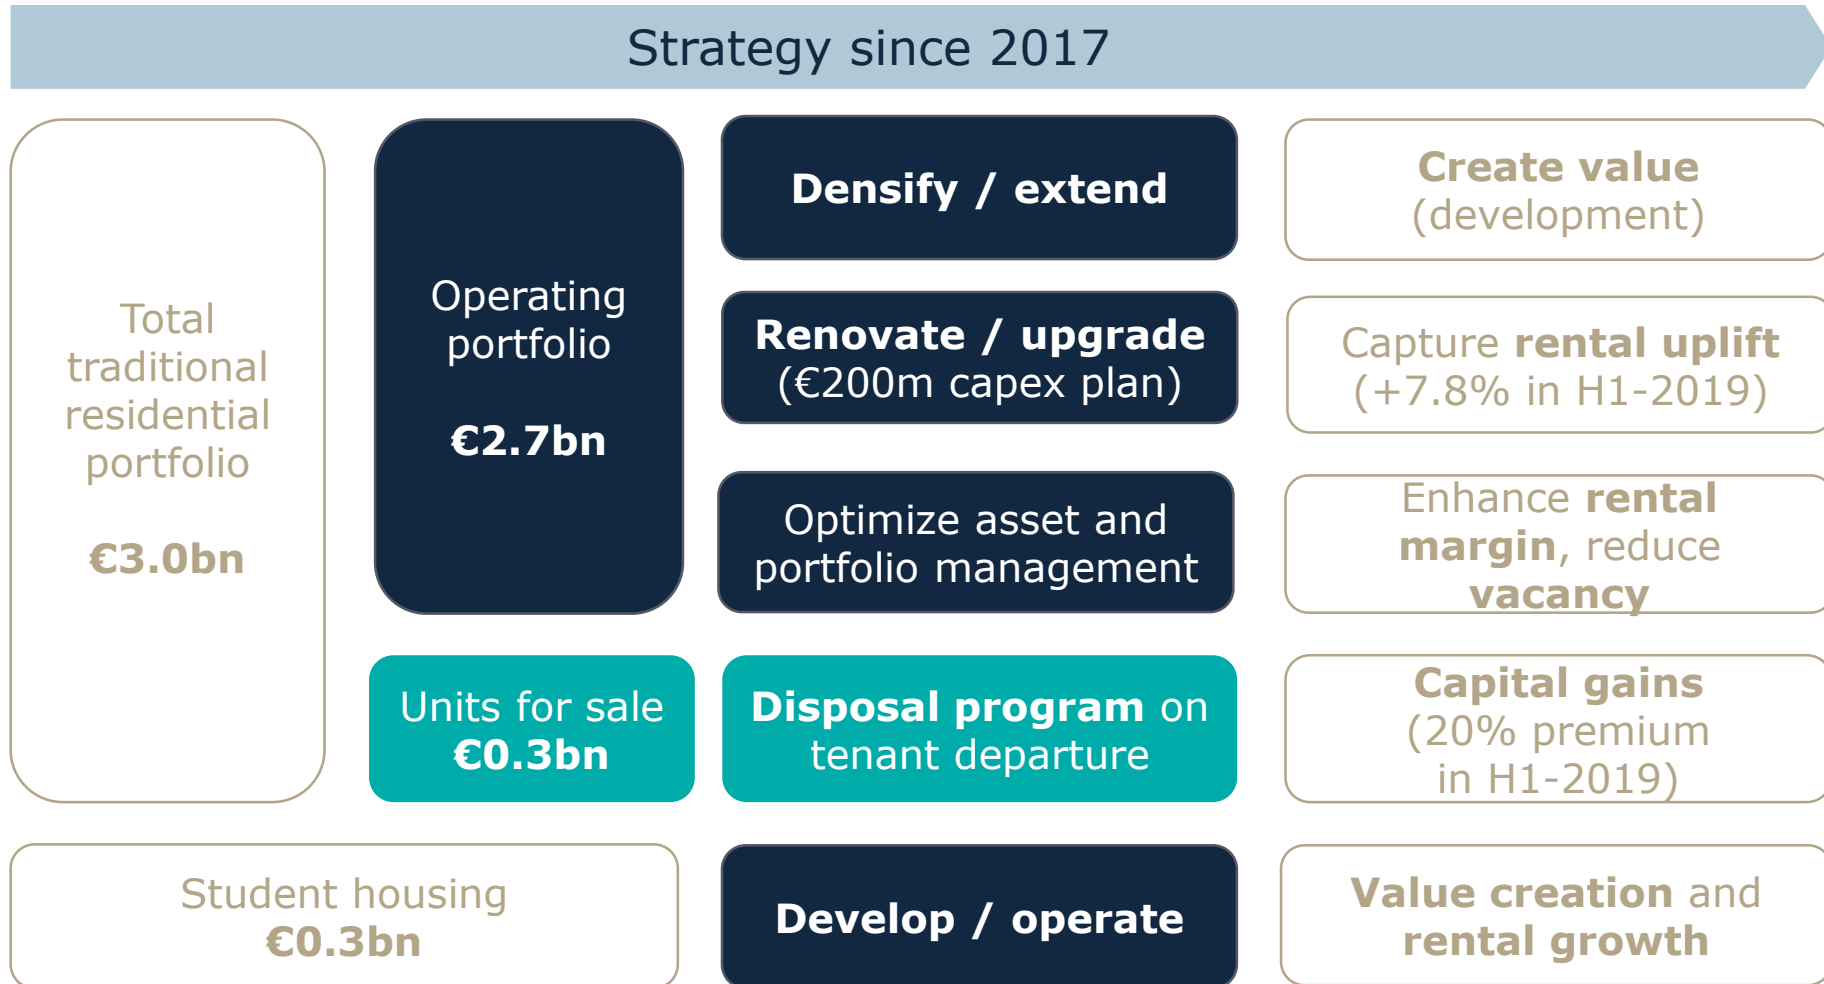 Strategy since 2017
Total
traditional
residential
portfolio
€3.0bn
Operating
portfolio
€2.7bn
Densify / extend
Create value
(development)
Renovate / upgrade
(€200m capex plan)
Capture rental uplift
(+7.8% in H1-2019)
Optimize asset and
portfolio management
Enhance rental
margin, reduce
vacancy
Units for sale
€0.3bn
Disposal program on
tenant departure
Capital gains
(20% premium
in H1-2019)
Student housing
€0.3bn
Develop / operate
Value creation and
rental growth